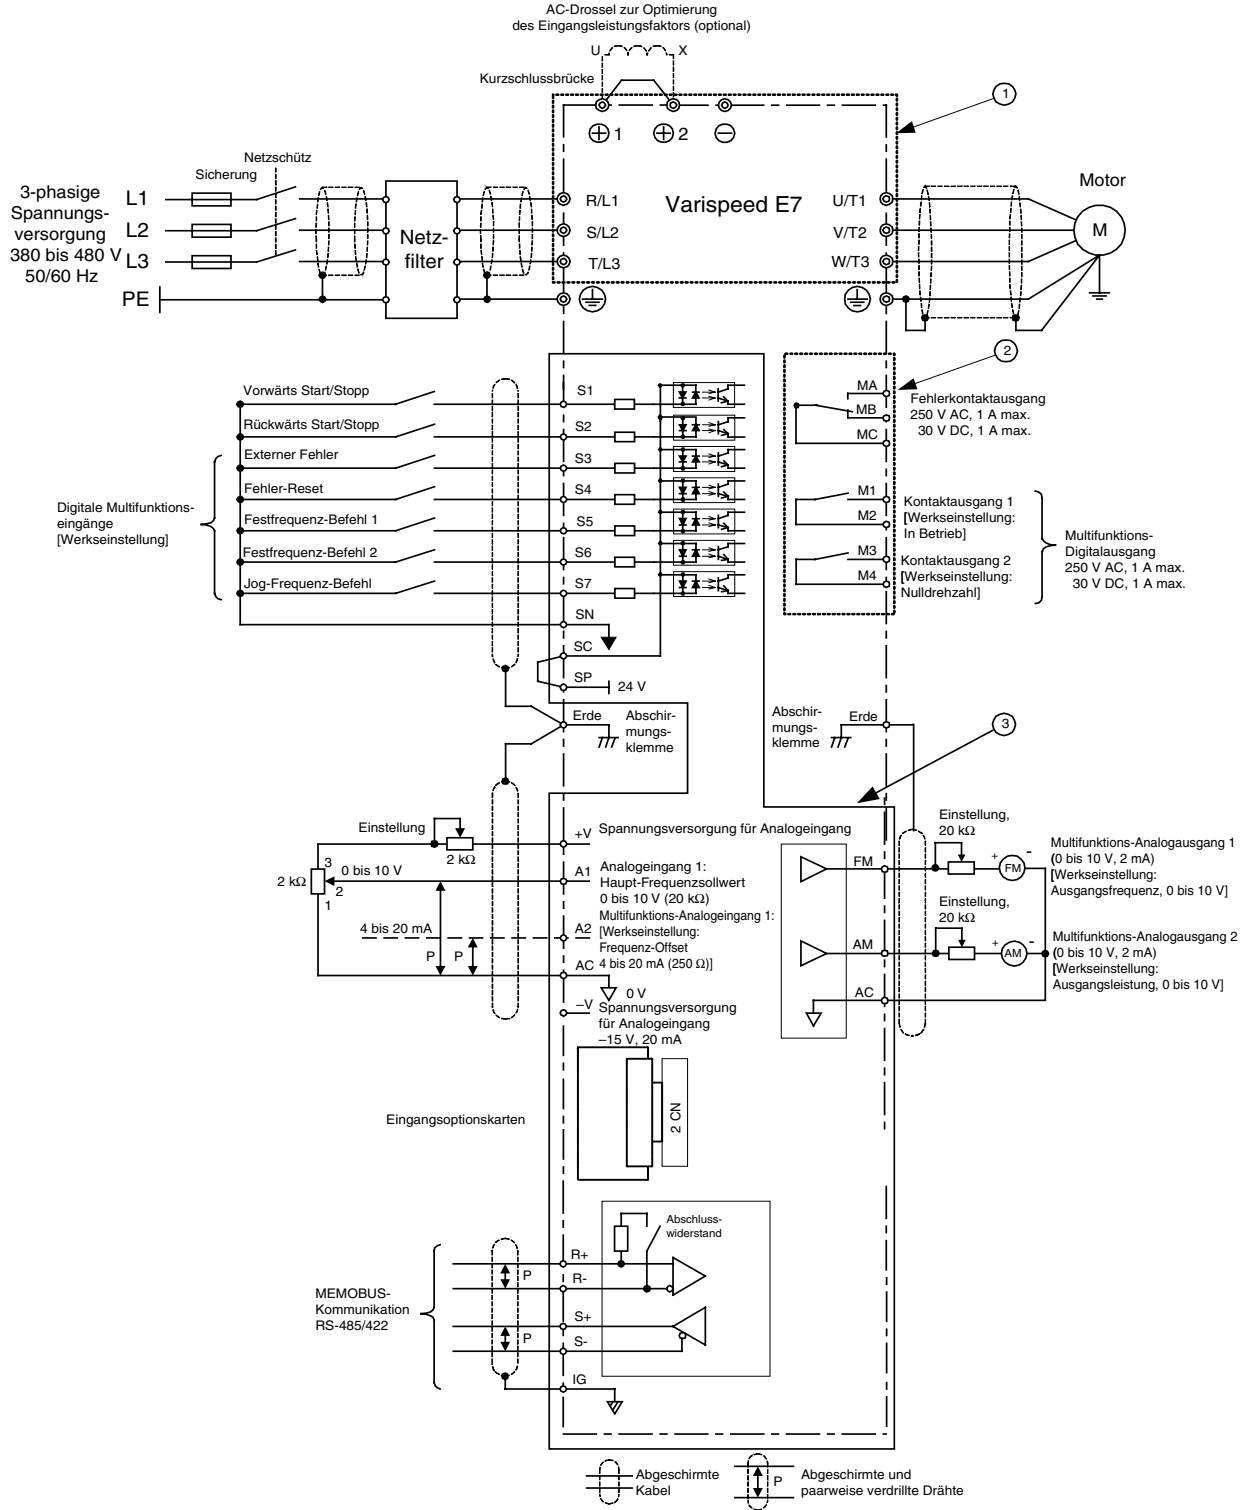 AC-Drossel zur Optimierung
des Eingangsleistungsfaktors (optional)
U X
Kurzschlussbrücke
1 2
1
Netzschütz
Sicherung
3-phasige
Spannungs-
versorgung
380 bis 480 V
50/60 Hz
L1
L2
L3
PE
Netz-
filter
R/L1
S/L2
T/L3
Varispeed E7
U/T1
V/T2
W/T3
Motor
M
2
Vorwärts Start/Stopp
Rückwärts Start/Stopp
Externer Fehler
Fehler-Reset
Festfrequenz-Befehl 1
Festfrequenz-Befehl 2
Jog-Frequenz-Befehl
Digitale Multifunktions-
eingänge
[Werkseinstellung]
S1
S2
S3
S4
S5
S6
S7
SN
SC
SP
24 V
MA
MB
MC
M1
M2
M3
M4
Fehlerkontaktausgang
250 V AC, 1 A max.
30 V DC, 1 A max.
Kontaktausgang 1
[Werkseinstellung:
In Betrieb]
Kontaktausgang 2
[Werkseinstellung:
Nulldrehzahl]
Multifunktions-
Digitalausgang
250 V AC, 1 A max.
30 V DC, 1 A max.
Erde
Abschir-
mungs-
klemme
Abschir-
mungs-
klemme
Erde
3
Einstellung
2 kΩ
2 kΩ
3
2
1
0 bis 10 V
4 bis 20 mA
P
P
+V
A1
A2
AC
0 V
–V
Spannungsversorgung für Analogeingang
Analogeingang 1:
Haupt-Frequenzsollwert
0 bis 10 V (20 kΩ)
Multifunktions-Analogeingang 1:
[Werkseinstellung:
Frequenz-Offset
4 bis 20 mA (250 Ω)]
Spannungsversorgung
für Analogeingang
–15 V, 20 mA
FM
AM
AC
Einstellung,
20 kΩ
+ FM -
Einstellung,
20 kΩ
+ AM -
Multifunktions-Analogausgang 1
(0 bis 10 V, 2 mA)
[Werkseinstellung:
Ausgangsfrequenz, 0 bis 10 V]
Multifunktions-Analogausgang 2
(0 bis 10 V, 2 mA)
[Werkseinstellung:
Ausgangsleistung, 0 bis 10 V]
Eingangsoptionskarten
2 CN
Abschluss-
widerstand
MEMOBUS-
Kommunikation
RS-485/422
P
P
R+
R-
S+
S-
IG
Abgeschirmte
Kabel
P
Abgeschirmte und
paarweise verdrillte Drähte